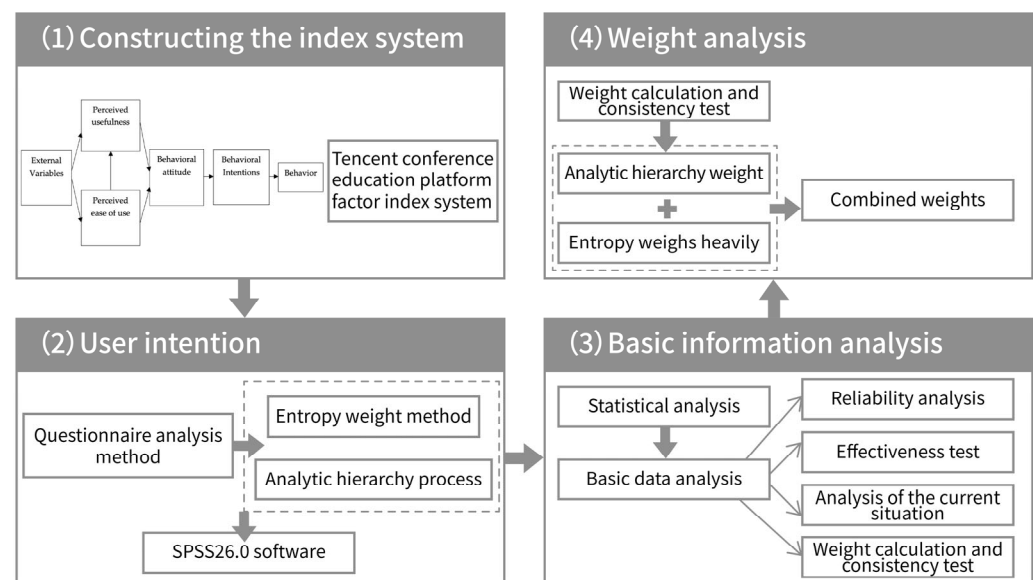 (1) Constructing the index system
Perceived
usefulness
External
Variables
Behavioral
attitude
Behavioral
Intentions
Behavior
Perceived
ease of use
Tencent conference
education platform
factor index system
(2) User intention
Questionnaire analysis
method
Entropy weight method
Analytic hierarchy process
SPSS26.0 software
(3) Basic information analysis
Statistical analysis
Basic data analysis
Reliability analysis
Effectiveness test
Analysis of the current
situation
Weight calculation and
consistency test
(4) Weight analysis
Weight calculation and
consistency test
Analytic hierarchy weight
Entropy weighs heavily
Combined weights